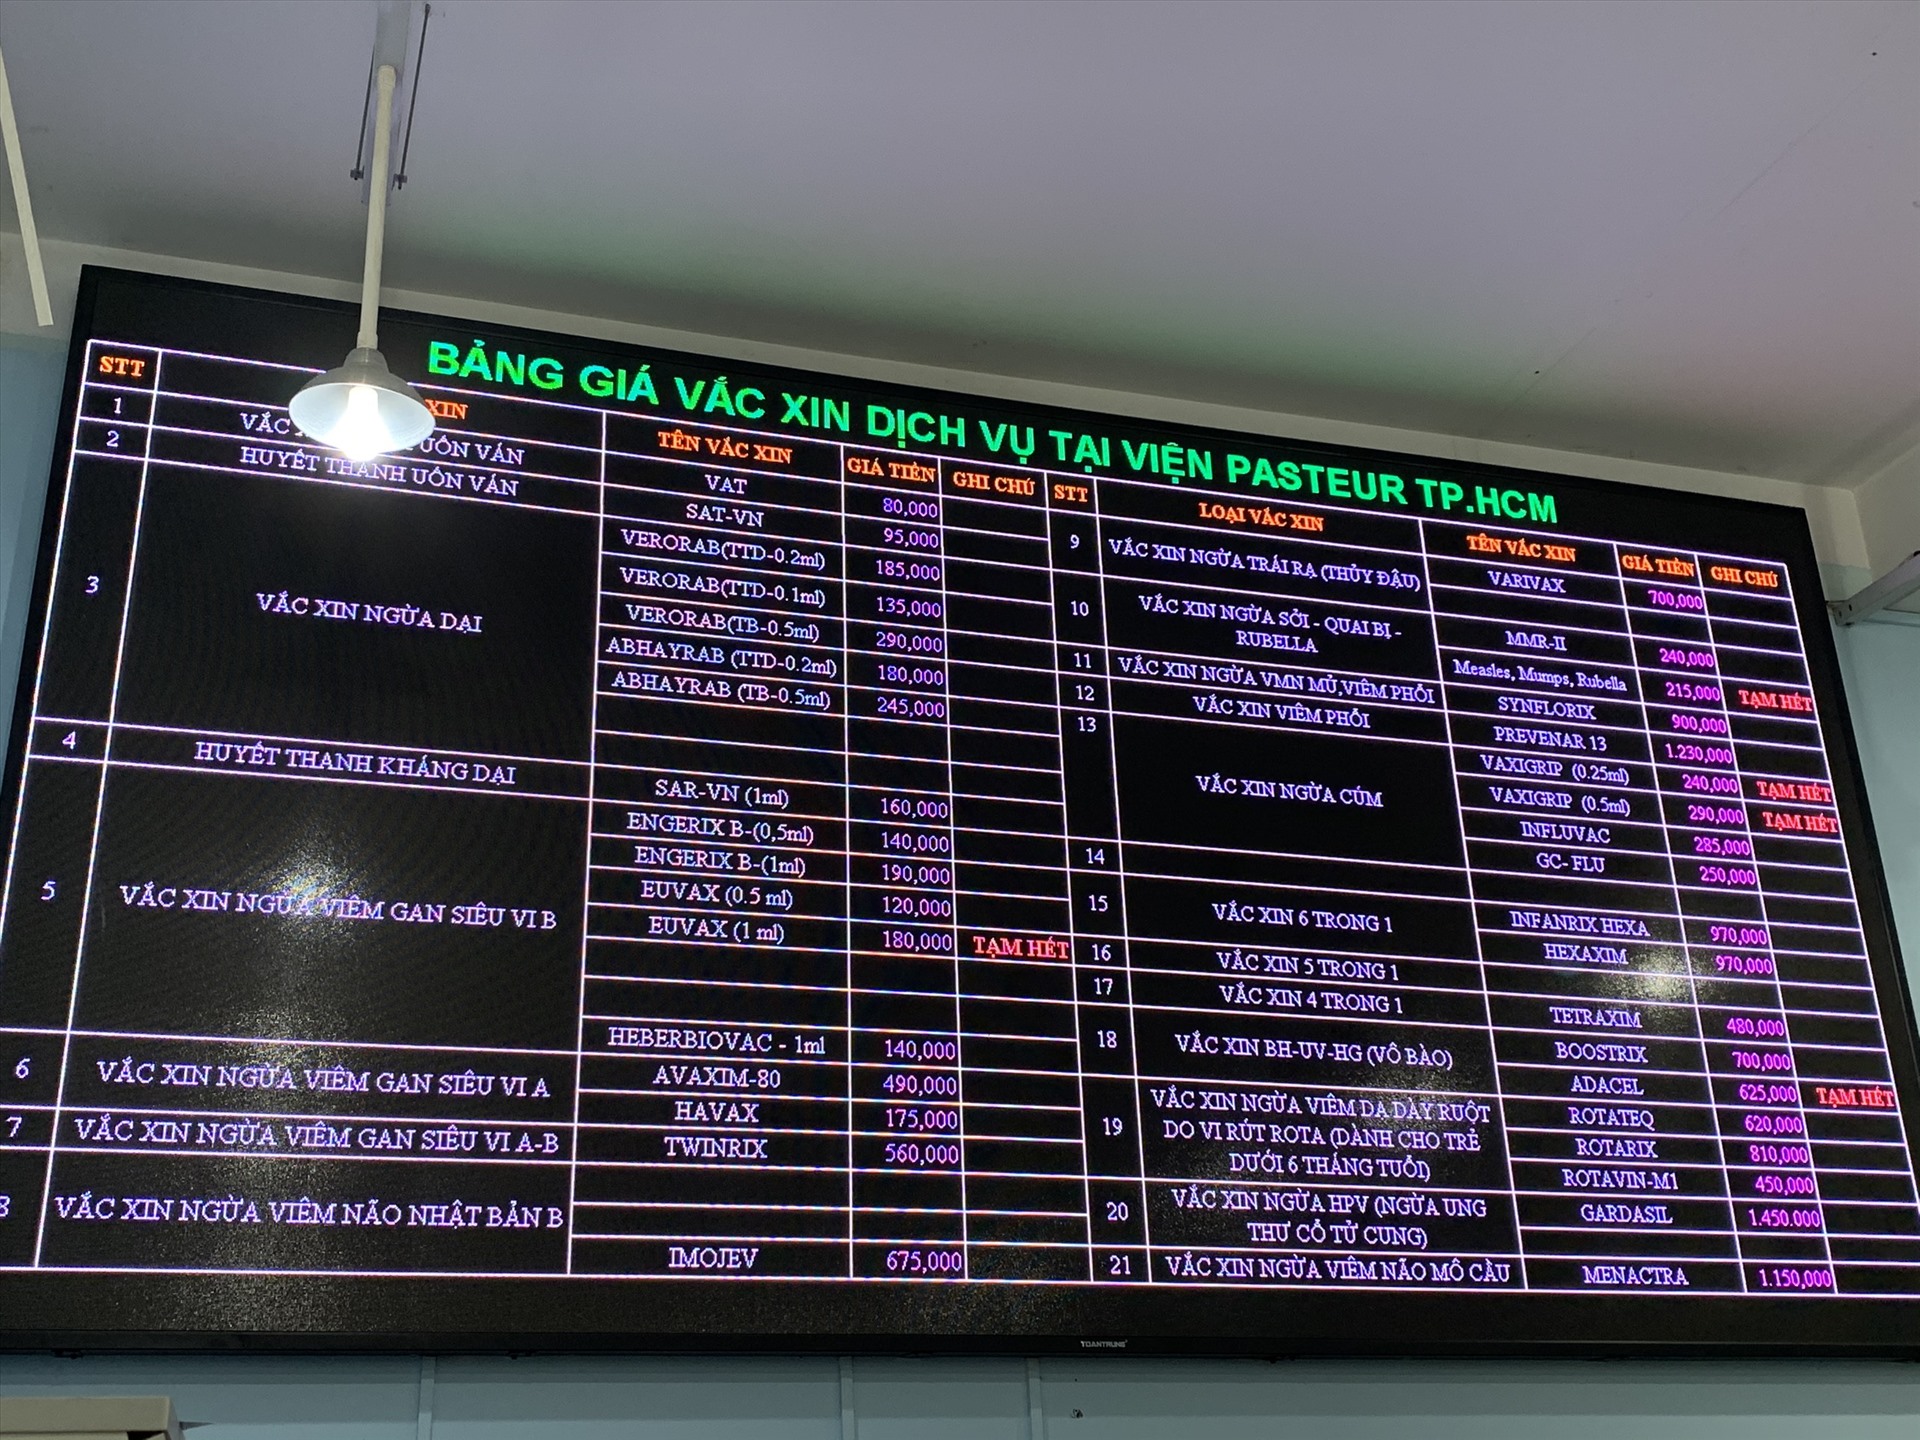 BẢNG GIÁ VẮC XIN DỊCH VỤ TẠI VIỆN PASTEUR TP.HCM
STT XIN TÊN VẮC XIN GIÁ TIỀN GHI CHÚ
1 VẮC UỐN VÁN VAT 80,000
2 HUYẾT THANH UỐN VÁN SAT-VN 95,000
3 VẮC XIN NGỪA DẠI
VERORAB(TTD-0.2ml) 185,000
VERORAB(TTD-0.1ml) 135,000
VERORAB(TB-0.5ml) 290,000
ABHAYRAB (TTD-0.2ml) 180,000
ABHAYRAB (TB-0.5ml) 245,000
4 HUYẾT THANH KHÁNG DẠI SAR-VN (1ml) 160,000
5 VẮC XIN NGỪA VIÊM GAN SIÊU VI B
ENGERIX B-(0,5ml) 140,000
ENGERIX B-(1ml) 190,000
EUVAX (0.5 ml) 120,000
EUVAX (1 ml) 180,000 TẠM HẾT
HEBERBIOVAC - 1ml 140,000
6 VẮC XIN NGỪA VIÊM GAN SIÊU VI A
AVAXIM-80 490,000
HAVAX 175,000
7 VẮC XIN NGỪA VIÊM GAN SIÊU VI A-B TWINRIX 560,000
8 VẮC XIN NGỪA VIÊM NÃO NHẬT BẢN B
IMOJEV 675,000
STT LOẠI VẮC XIN TÊN VẮC XIN GIÁ TIỀN GHI CHÚ
9 VẮC XIN NGỪA TRÁI RẠ (THỦY ĐẬU) VARIVAX 700,000
10 VẮC XIN NGỪA SỞI - QUAI BỊ -
RUBELLA
MMR-II 240,000
Measles, Mumps, Rubella 215,000 TẠM HẾT
11 VẮC XIN NGỪA VMN MỦ,VIÊM PHỔI SYNFLORIX 900,000
12 VẮC XIN VIÊM PHỔI PREVENAR 13 1.230,000
13 VẮC XIN NGỪA CÚM
VAXIGRIP (0.25ml) 240,000 TẠM HẾT
VAXIGRIP (0.5ml) 290,000 TẠM HẾT
INFLUVAC 285,000
GC- FLU 250,000
14
15 VẮC XIN 6 TRONG 1
INFANRIX HEXA 970,000
HEXAXIM 970,000
16 VẮC XIN 5 TRONG 1
17 VẮC XIN 4 TRONG 1 TETRAXIM 480,000
18 VẮC XIN BH-UV-HG (VÔ BÀO)
BOOSTRIX 700,000
ADACEL 625,000 TẠM HẾT
19 VẮC XIN NGỪA VIÊM DẠ DÀY RUỘT
DO VI RÚT ROTA (DÀNH CHO TRẺ
DƯỚI 6 THÁNG TUỔI)
ROTATEQ 620,000
ROTARIX 810,000
ROTAVIN-M1 450,000
20 VẮC XIN NGỪA HPV (NGỪA UNG
THƯ CỔ TỬ CUNG)
GARDASIL 1.450.000
21 VẮC XIN NGỪA VIÊM NÃO MÔ CẦU MENACTRA 1.150,000
TOANTRUNG